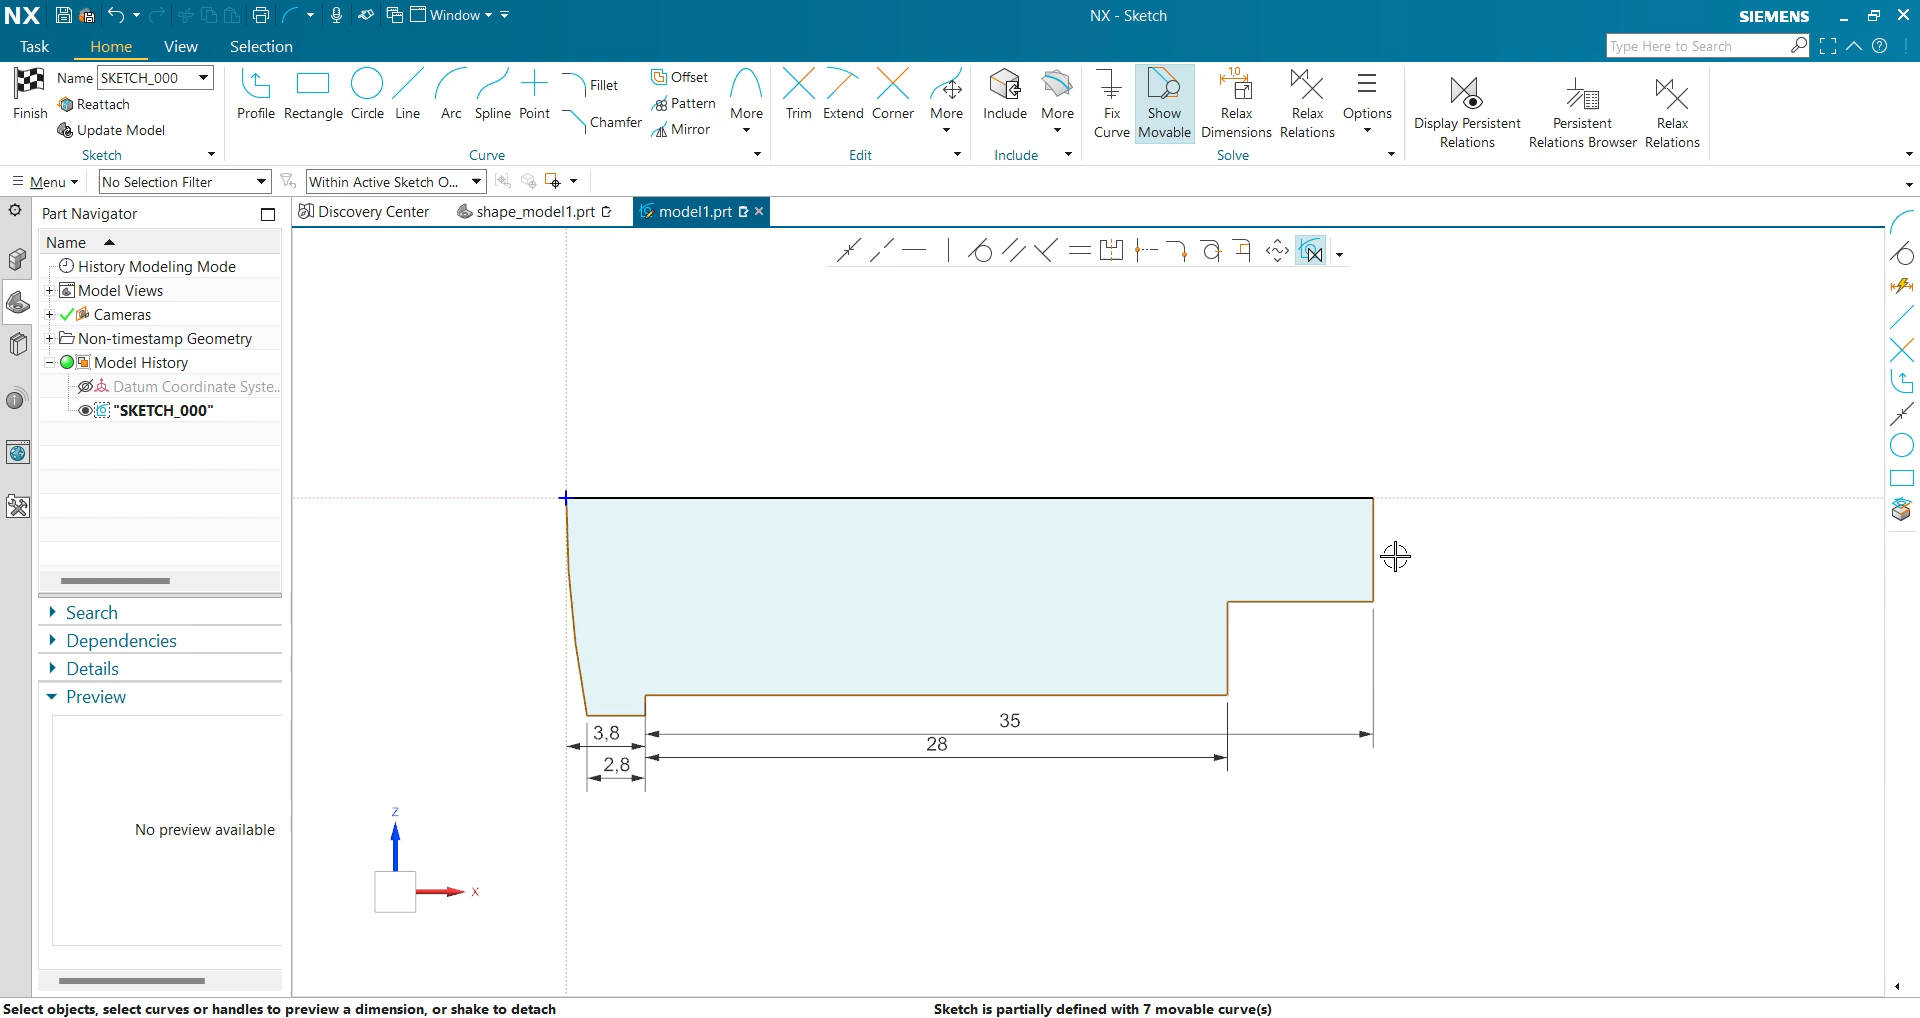 NX
Window
NX - Sketch
SIEMENS
Task
Home
View
Selection
Type Here to Search
Finish
Name
SKETCH_000
Reattach
Update Model
Sketch
Profile
Rectangle
Circle
Line
Arc
Spline
Point
Fillet
Chamfer
Offset
Pattern
Mirror
More
Curve
Trim
Extend
Corner
More
Edit
Include
More
Include
Fix
Curve
Show
Movable
Relax
Dimensions
Relax
Relations
Options
Solve
Display Persistent
Relations
Persistent
Relations Browser
Relax
Relations
Menu
No Selection Filter
Within Active Sketch O...
Part Navigator
Discovery Center
shape_model1.prt
model1.prt
Name
History Modeling Mode
Model Views
Cameras
Non-timestamp Geometry
Model History
Datum Coordinate Syste..
"SKETCH_000"
Search
Dependencies
Details
Preview
No preview available
35
3,8
28
2,8
Z
X
Select objects, select curves or handles to preview a dimension, or shake to detach
Sketch is partially defined with 7 movable curve(s)